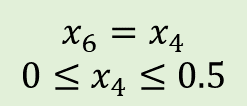 x₆ = x₄
0 ≤ x₄ ≤ 0.5